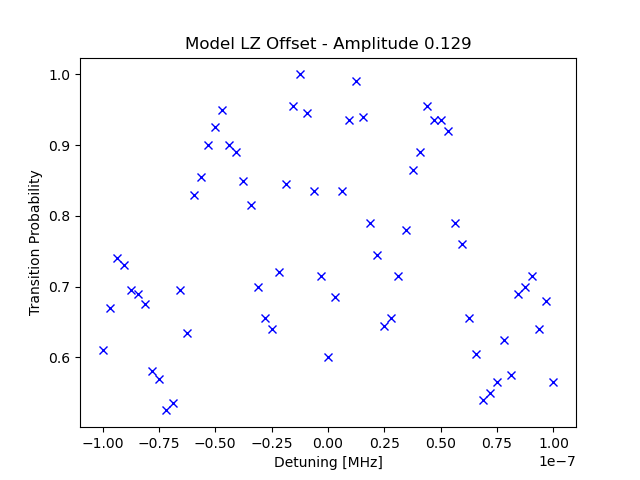 Model LZ Offset - Amplitude 0.129
1.0
0.9
0.8
0.7
0.6
Transition Probability
−1.00 −0.75 −0.50 −0.25 0.00 0.25 0.50 0.75 1.00
1e−7
Detuning [MHz]